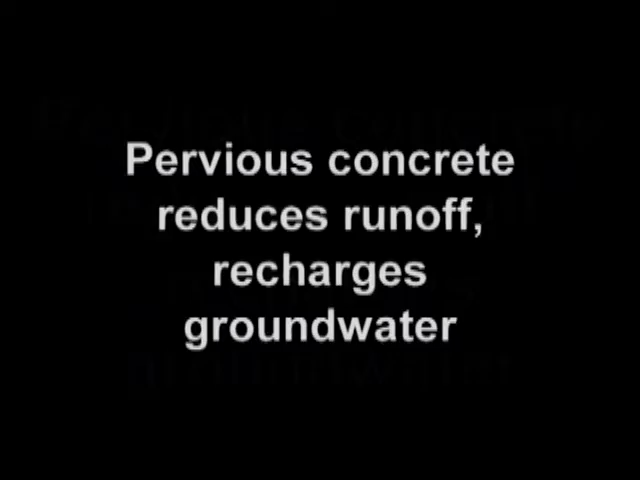 Pervious concrete
reduces runoff,
recharges
groundwater